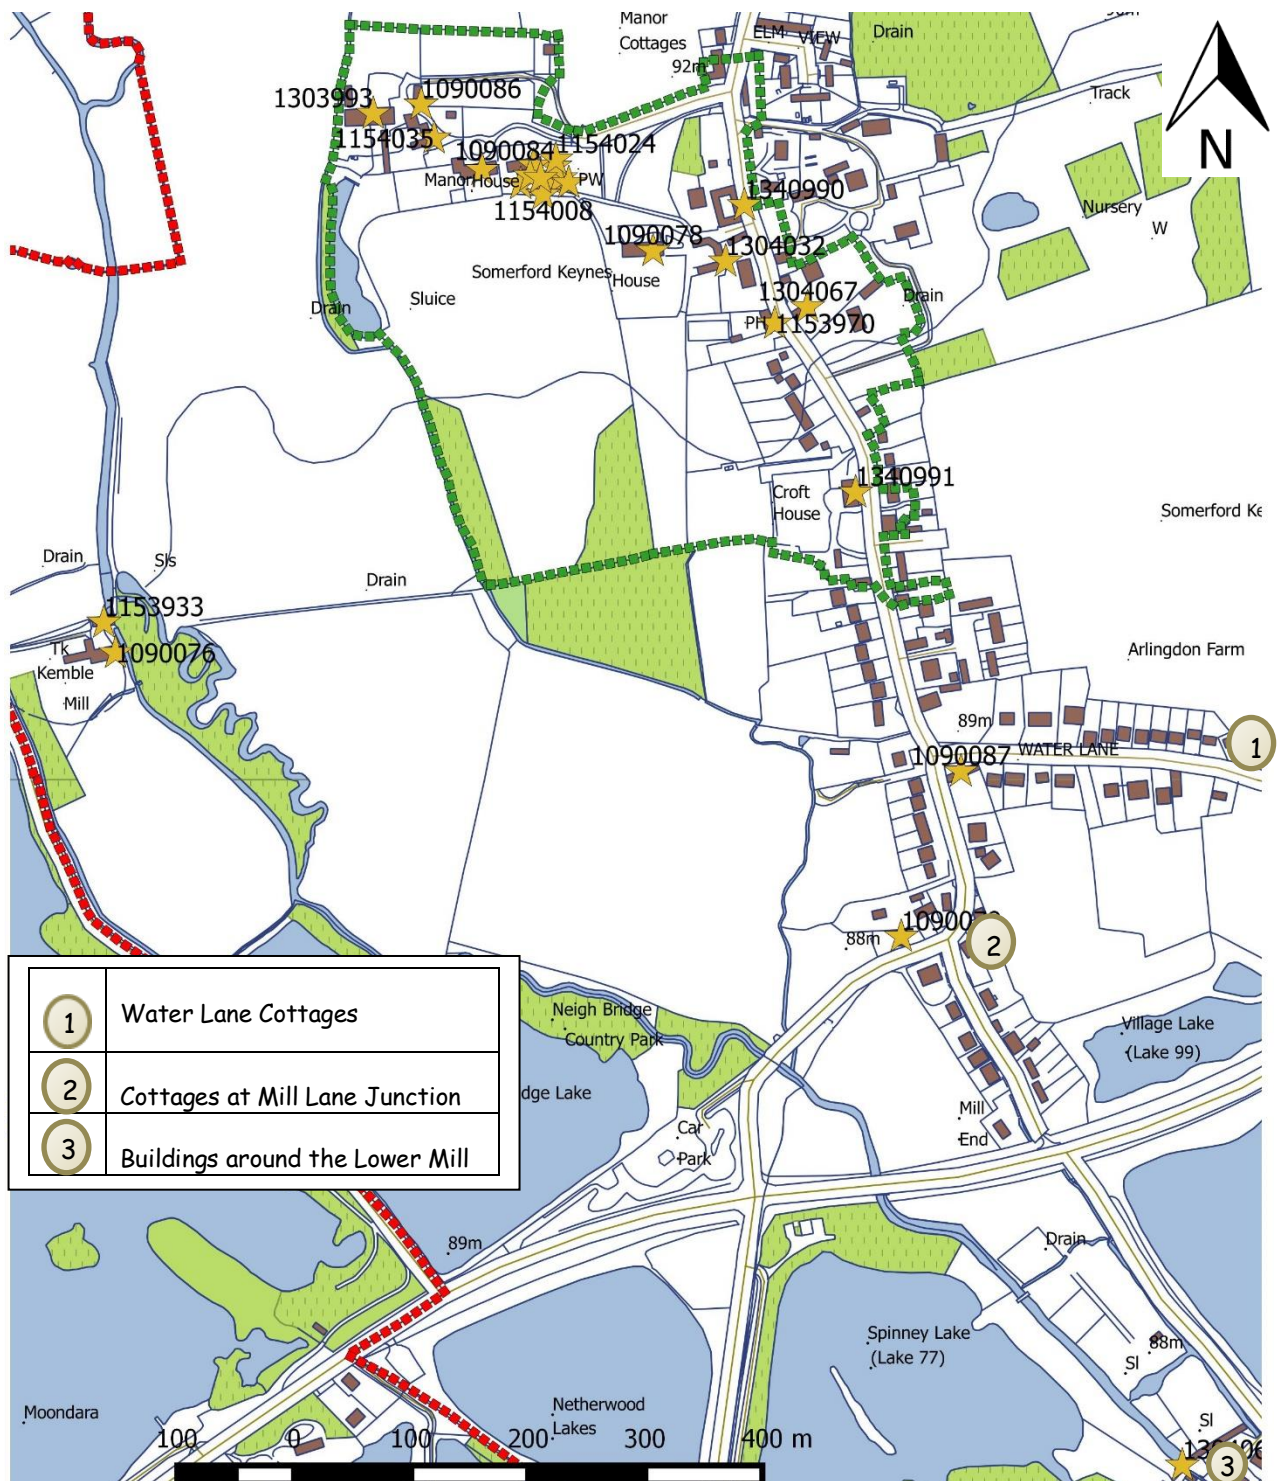 Manor
Cottages
92m
ELM VIEW
Drain
Track
N
1303993
1090086
1154035
1090084
1154024
Manor House
PW
1154008
1340990
Nursery
W
1090078
1304032
Somerford Keynes
House
Sluice
Drain
1304067
Drain
PH
1153970
1340991
Croft
House
Somerford Ke
Drain
Sls
Drain
1153933
Tk
1090076
Kemble
Mill
Arlingdon Farm
89m
1090087
WATER LANE
1
88m
2
1 Water Lane Cottages
2 Cottages at Mill Lane Junction
3 Buildings around the Lower Mill
Neigh Bridge
Country Park
dge Lake
Village Lake
(Lake 99)
Mill
End
Car
Park
89m
Drain
Spinney Lake
(Lake 77)
88m
Sl
Moondara
Netherwood
Lakes
Sl
3
100 0 100 200 300 400 m